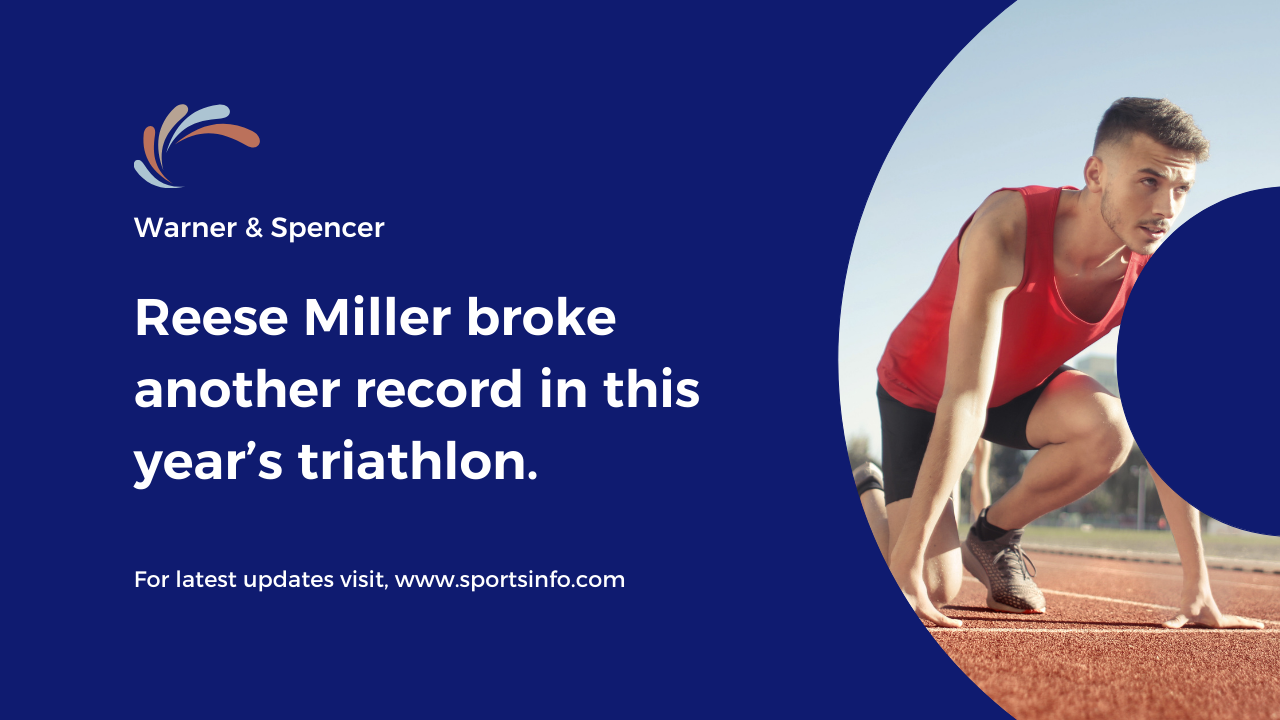 Warner & Spencer
Reese Miller broke
another record in this
year’s triathlon.
For latest updates visit, www.sportsinfo.com